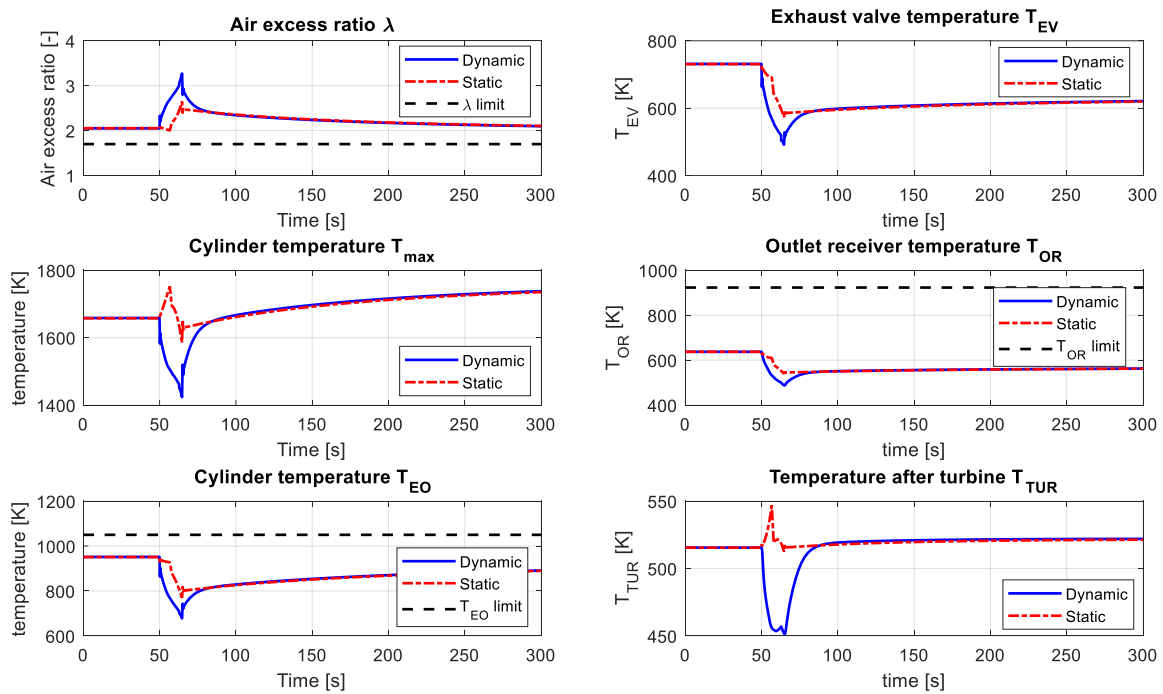 Air excess ratio λ
Air excess ratio [-]
4
3
2
1
Dynamic
Static
λ limit
0 50 100 150 200 250 300
Time [s]
Exhaust valve temperature T_EV
T_EV [K]
800
600
400
Dynamic
Static
0 50 100 150 200 250 300
time [s]
Cylinder temperature T_max
temperature [K]
1800
1600
1400
Dynamic
Static
0 50 100 150 200 250 300
Time [s]
Outlet receiver temperature T_OR
T_OR [K]
1000
800
600
400
Dynamic
Static
T_OR limit
0 50 100 150 200 250 300
time [s]
Cylinder temperature T_EO
temperature [K]
1200
1000
800
600
Dynamic
Static
T_EO limit
0 50 100 150 200 250 300
Time [s]
Temperature after turbine T_TUR
T_TUR [K]
550
500
450
Dynamic
Static
0 50 100 150 200 250 300
time [s]